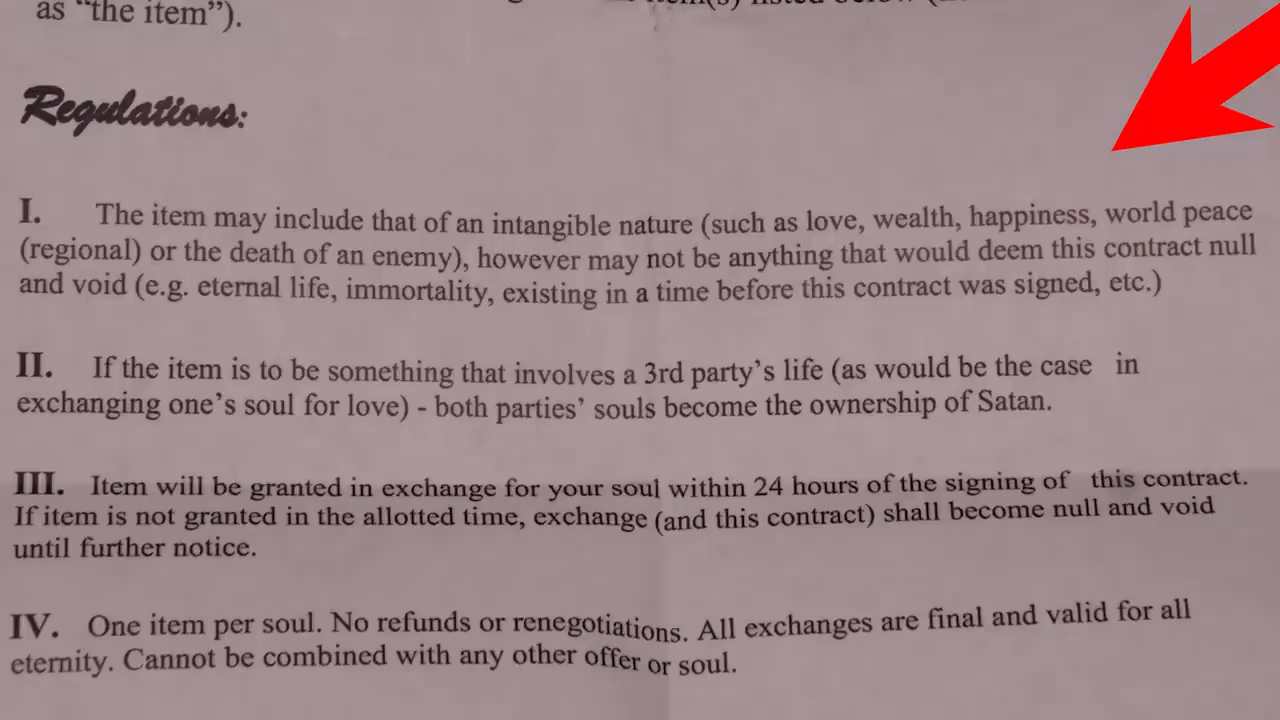 as "the item").
Regulations:
I. The item may include that of an intangible nature (such as love, wealth, happiness, world peace
(regional) or the death of an enemy), however may not be anything that would deem this contract null
and void (e.g. eternal life, immortality, existing in a time before this contract was signed, etc.)
II. If the item is to be something that involves a 3rd party's life (as would be the case in
exchanging one's soul for love) - both parties' souls become the ownership of Satan.
III. Item will be granted in exchange for your soul within 24 hours of the signing of this contract.
If item is not granted in the allotted time, exchange (and this contract) shall become null and void
until further notice.
IV. One item per soul. No refunds or renegotiations. All exchanges are final and valid for all
eternity. Cannot be combined with any other offer or soul.